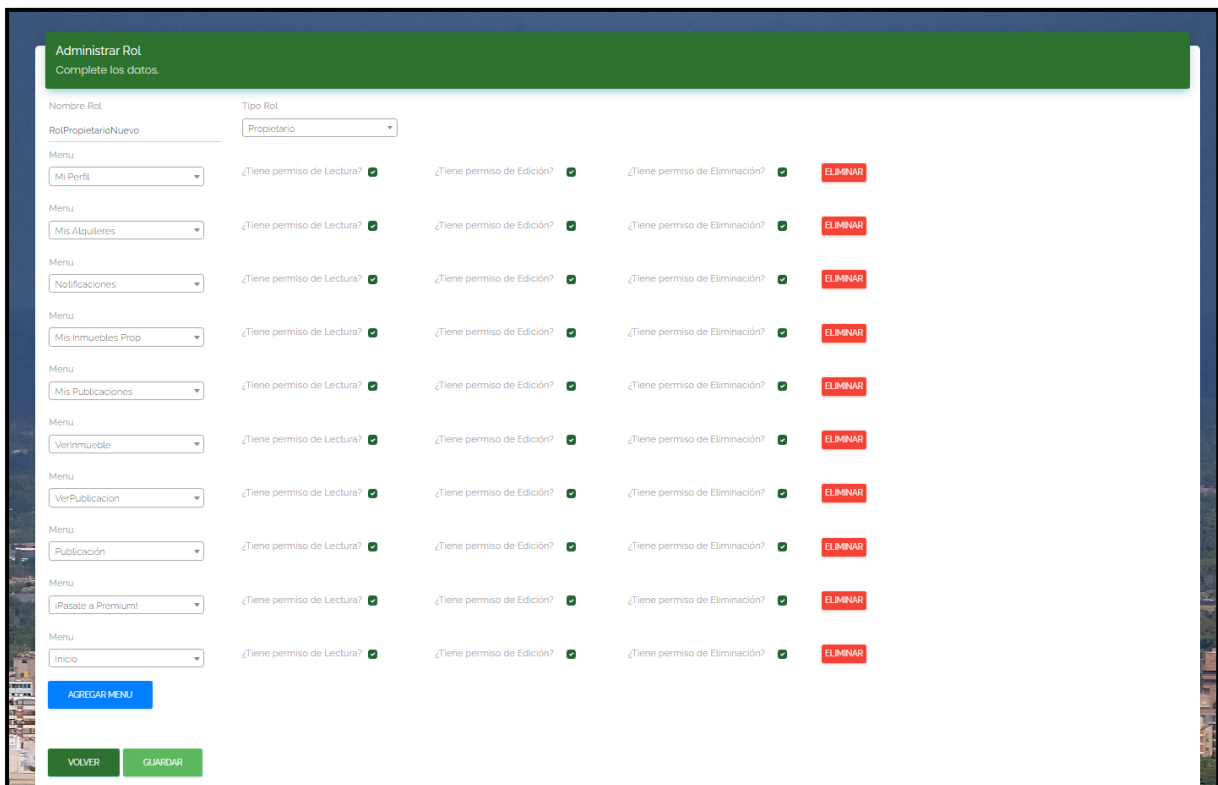 Administrar Rol
Complete los datos.
Nombre Rol Tipo Rol
RolPropietarioNuevo Propietario
Menu
Mi Perfil ¿Tiene permiso de Lectura? ¿Tiene permiso de Edición? ¿Tiene permiso de Eliminación? ELIMINAR
Menu
Mis Alquileres ¿Tiene permiso de Lectura? ¿Tiene permiso de Edición? ¿Tiene permiso de Eliminación? ELIMINAR
Menu
Notificaciones ¿Tiene permiso de Lectura? ¿Tiene permiso de Edición? ¿Tiene permiso de Eliminación? ELIMINAR
Menu
Mis Inmuebles Prop ¿Tiene permiso de Lectura? ¿Tiene permiso de Edición? ¿Tiene permiso de Eliminación? ELIMINAR
Menu
Mis Publicaciones ¿Tiene permiso de Lectura? ¿Tiene permiso de Edición? ¿Tiene permiso de Eliminación? ELIMINAR
Menu
VerInmueble ¿Tiene permiso de Lectura? ¿Tiene permiso de Edición? ¿Tiene permiso de Eliminación? ELIMINAR
Menu
VerPublicacion ¿Tiene permiso de Lectura? ¿Tiene permiso de Edición? ¿Tiene permiso de Eliminación? ELIMINAR
Menu
Publicación ¿Tiene permiso de Lectura? ¿Tiene permiso de Edición? ¿Tiene permiso de Eliminación? ELIMINAR
Menu
¡Pasate a Premium! ¿Tiene permiso de Lectura? ¿Tiene permiso de Edición? ¿Tiene permiso de Eliminación? ELIMINAR
Menu
Inicio ¿Tiene permiso de Lectura? ¿Tiene permiso de Edición? ¿Tiene permiso de Eliminación? ELIMINAR
AGREGAR MENU
VOLVER GUARDAR